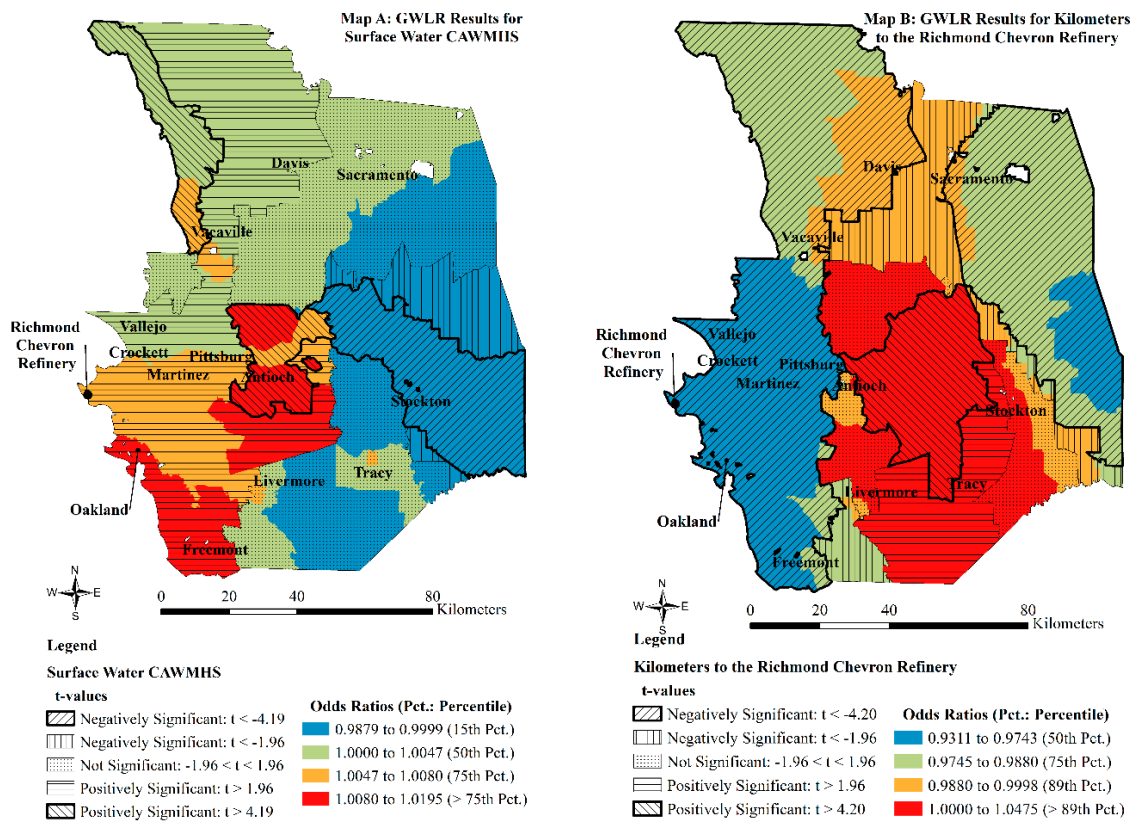 Map A: GWLR Results for
Surface Water CAWMHS
Davis
Sacramento
Vacaville
Richmond
Chevron
Refinery
Vallejo
Crockett
Pittsburg
Martinez
Antioch
Stockton
Tracy
Livermore
Oakland
Freemont
N
W E
S
0 20 40 80
Kilometers
Legend
Surface Water CAWMHS
t-values
Negatively Significant: t < -4.19
Negatively Significant: t < -1.96
Not Significant: -1.96 < t < 1.96
Positively Significant: t > 1.96
Positively Significant: t > 4.19
Odds Ratios (Pct.: Percentile)
0.9879 to 0.9999 (15th Pct.)
1.0000 to 1.0047 (50th Pct.)
1.0047 to 1.0080 (75th Pct.)
1.0080 to 1.0195 (> 75th Pct.)
Map B: GWLR Results for Kilometers
to the Richmond Chevron Refinery
Davis
Sacramento
Vacaville
Richmond
Chevron
Refinery
Vallejo
Crockett
Pittsburg
Martinez
Antioch
Stockton
Tracy
Livermore
Oakland
Freemont
N
W E
S
0 20 40 80
Kilometers
Legend
Kilometers to the Richmond Chevron Refinery
t-values
Negatively Significant: t < -4.20
Negatively Significant: t < -1.96
Not Significant: -1.96 < t < 1.96
Positively Significant: t > 1.96
Positively Significant: t > 4.20
Odds Ratios (Pct.: Percentile)
0.9311 to 0.9743 (50th Pct.)
0.9745 to 0.9880 (75th Pct.)
0.9880 to 0.9998 (89th Pct.)
1.0000 to 1.0475 (> 89th Pct.)